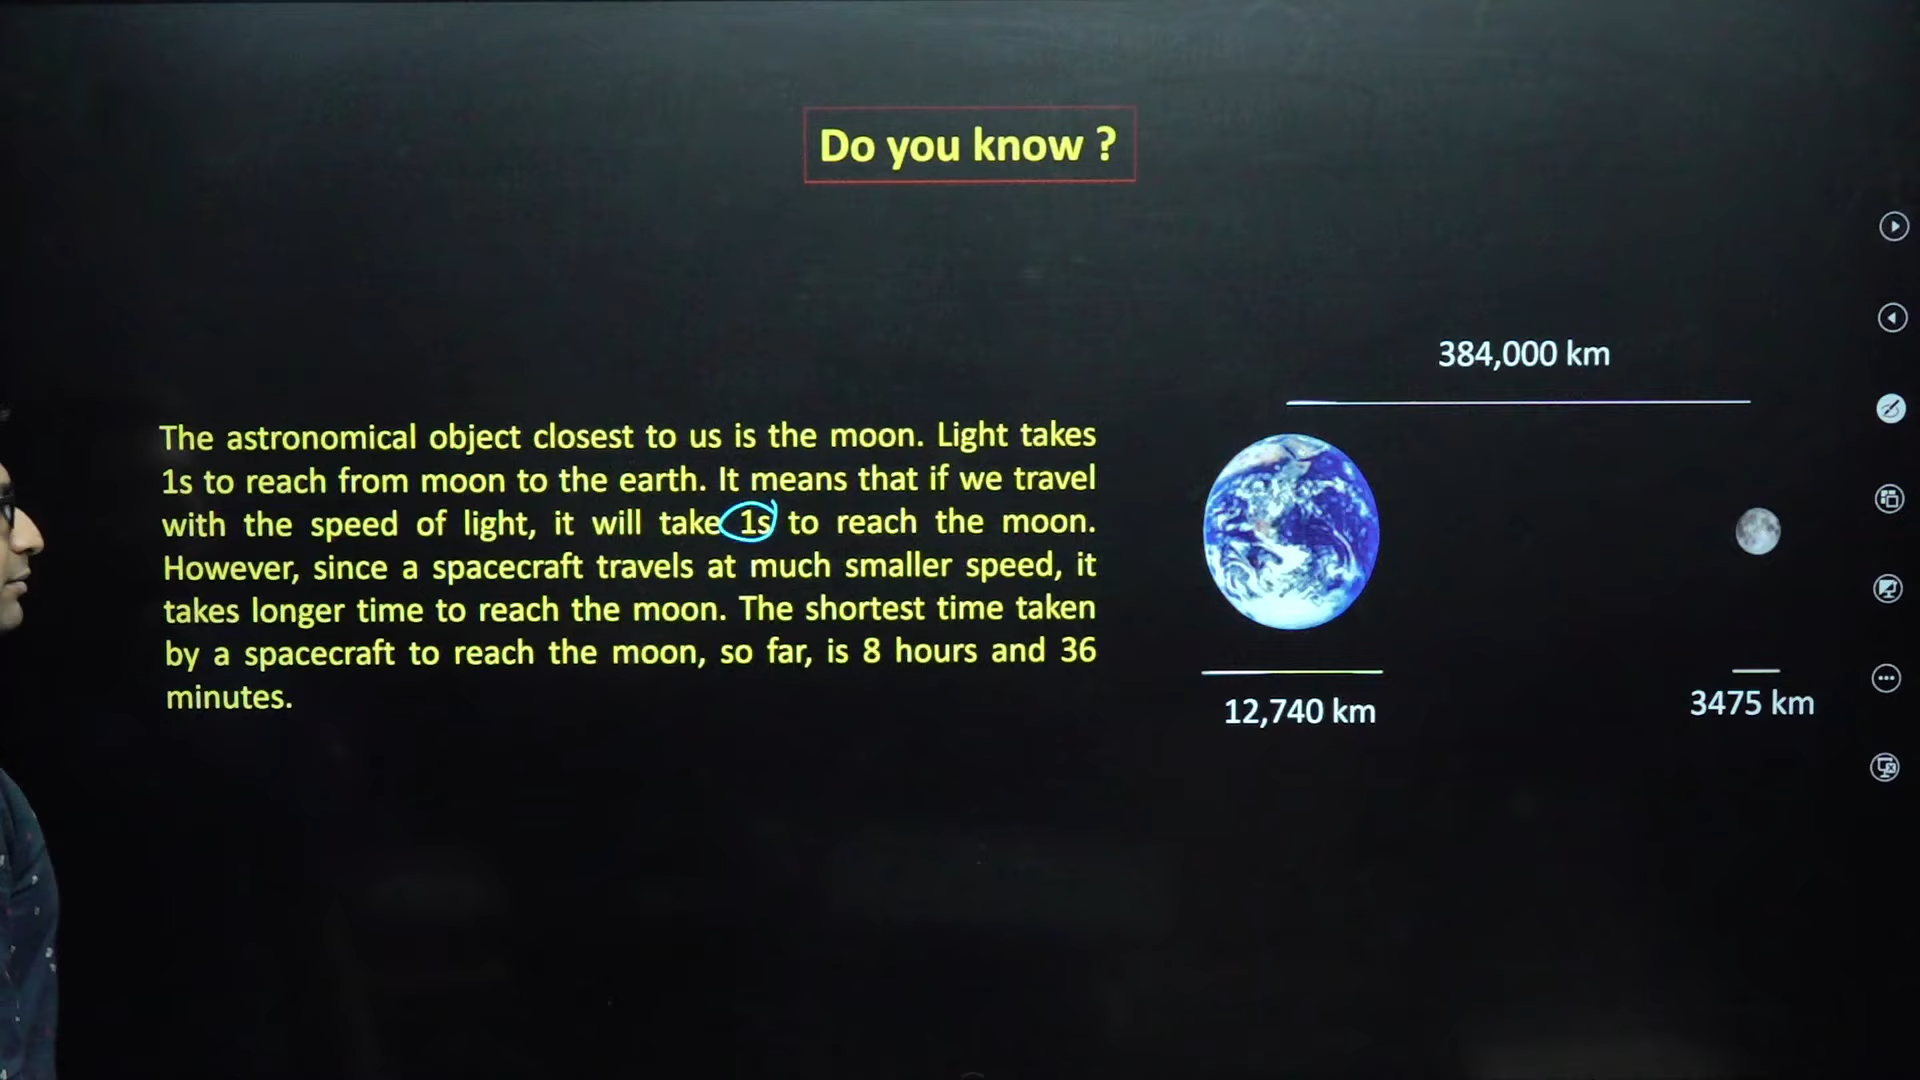 Do you know ?
384,000 km
The astronomical object closest to us is the moon. Light takes
1s to reach from moon to the earth. It means that if we travel
with the speed of light, it will take 1s to reach the moon.
However, since a spacecraft travels at much smaller speed, it
takes longer time to reach the moon. The shortest time taken
by a spacecraft to reach the moon, so far, is 8 hours and 36
minutes.
12,740 km
3475 km